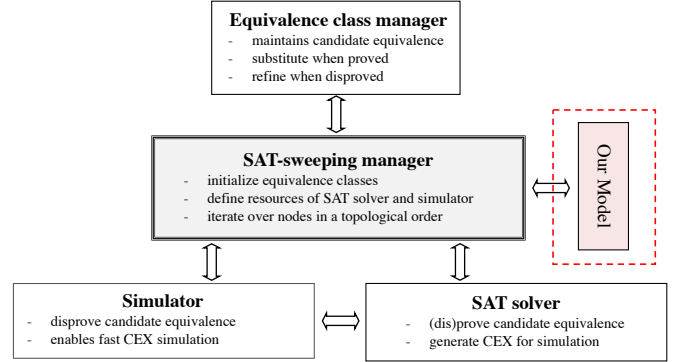 Equivalence class manager
- maintains candidate equivalence
- substitute when proved
- refine when disproved
SAT-sweeping manager
- initialize equivalence classes
- define resources of SAT solver and simulator
- iterate over nodes in a topological order
Our Model
Simulator
- disprove candidate equivalence
- enables fast CEX simulation
SAT solver
- (dis)prove candidate equivalence
- generate CEX for simulation